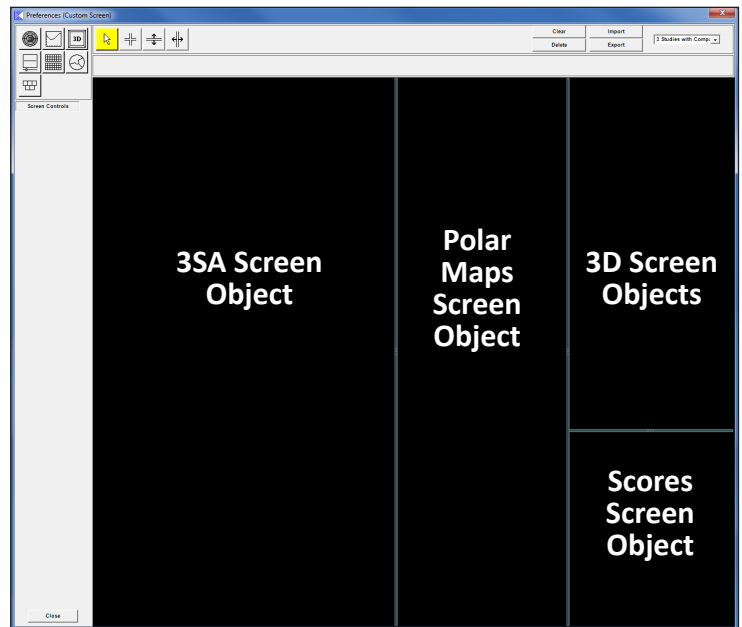 Preferences (Custom Screen)
3D
Clear
Import
3 Studies with Comp
Delete
Export
Screen Controls
3SA Screen
Object
Polar
Maps
Screen
Object
3D Screen
Objects
Scores
Screen
Object
Close